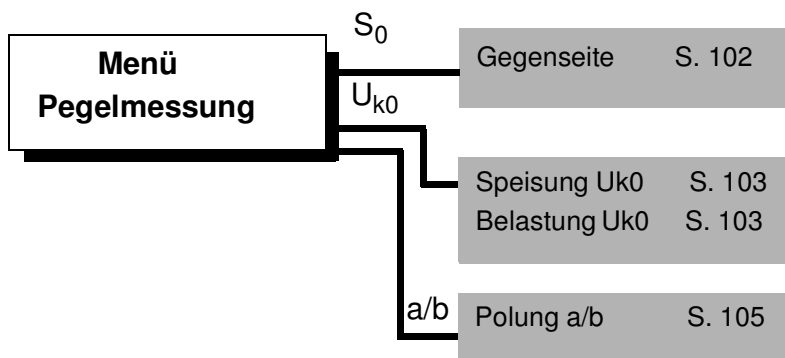 Menü
Pegelmessung
S0
Gegenseite S. 102
Uk0
Speisung Uk0 S. 103
Belastung Uk0 S. 103
a/b
Polung a/b S. 105